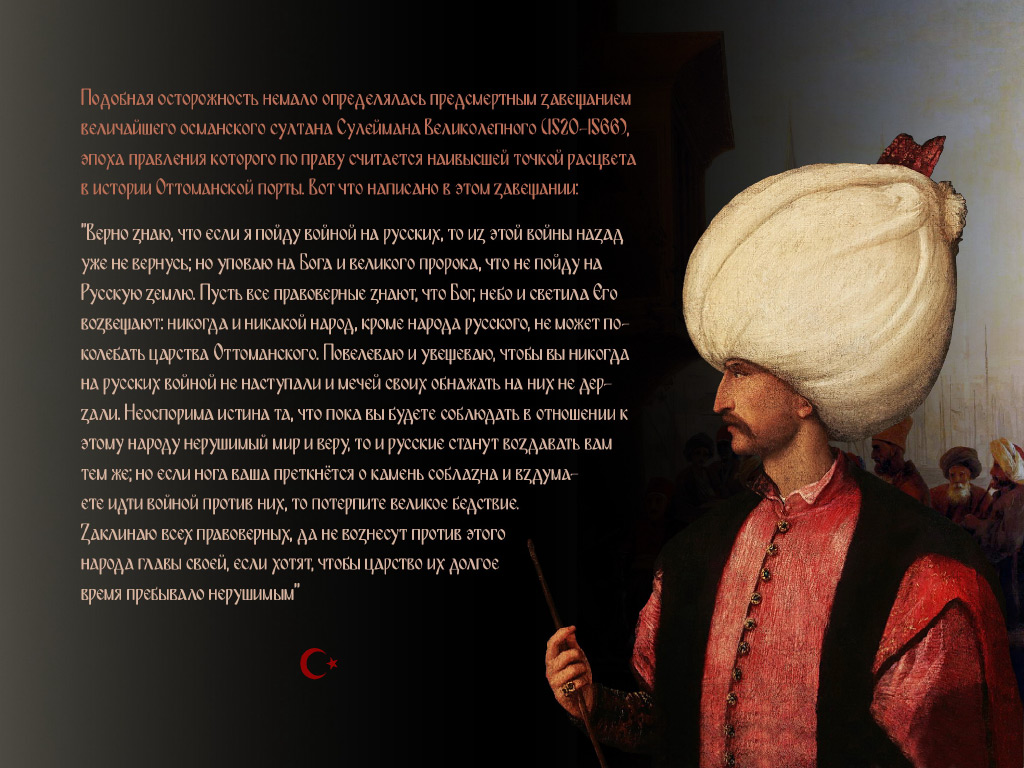 Подобная осторожность немало определялась предсмертным завещанием
величайшего османского султана Сулеймана Великолепного (1520-1566),
эпоха правления которого по праву считается наивысшей точкой расцвета
в истории Оттоманской порты. Вот что написано в этом завещании:
"Верно знаю, что если я пойду войной на русских, то из этой войны назад
уже не вернусь; но уповаю на Бога и великого пророка, что не пойду на
Русскую землю. Пусть все правоверные знают, что Бог, небо и светила Его
возвещают: никогда и никакой народ, кроме народа русского, не может по-
колебать царства Оттоманского. Повелеваю и увещеваю, чтобы вы никогда
на русских войной не наступали и мечей своих обнажать на них не дер-
зали. Неоспорима истина та, что пока вы будете соблюдать в отношении к
этому народу нерушимый мир и веру, то и русские станут воздавать вам
тем же; но если нога ваша преткнётся о камень соблазна и вздума-
ете идти войной против них, то потерпите великое бедствие.
Заклинаю всех правоверных, да не вознесут против этого
народа главы своей, если хотят, чтобы царство их долгое
время пребывало нерушимым"